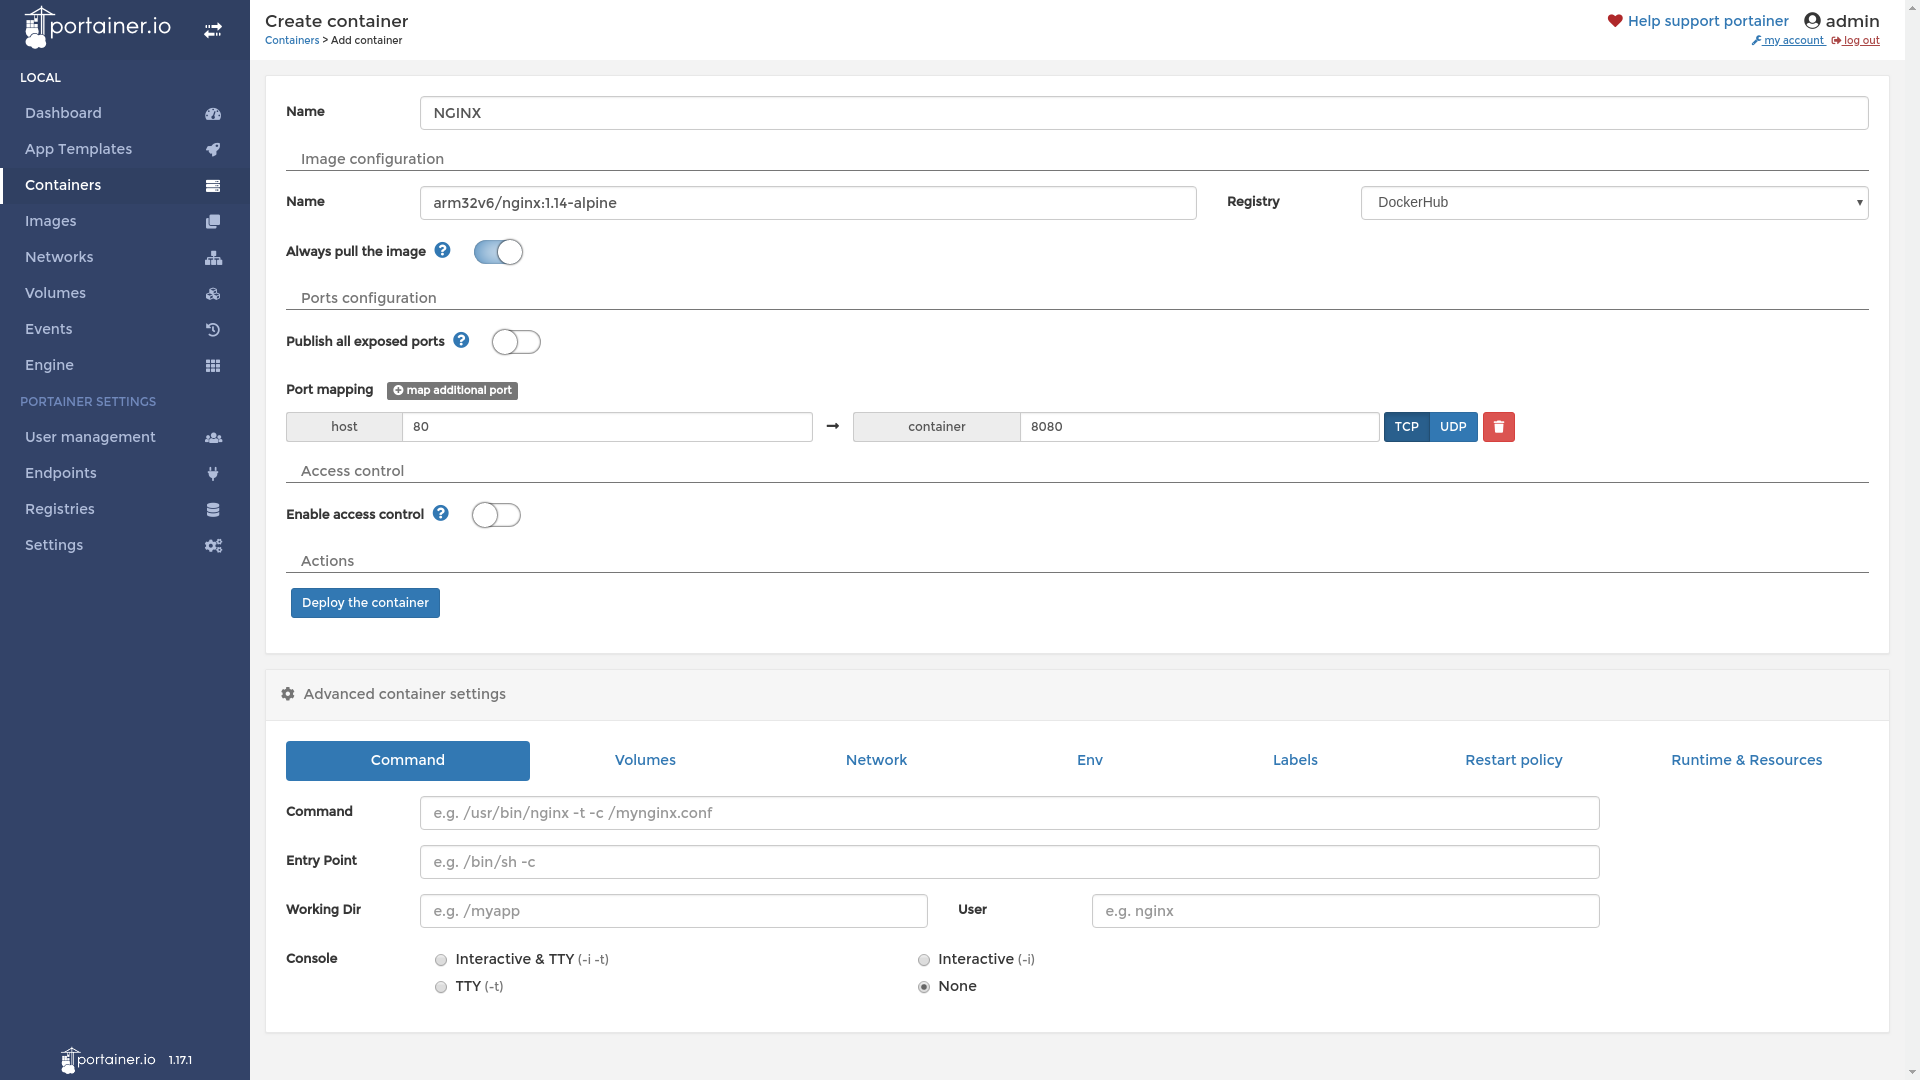 portainer.io
Create container
Containers > Add container
Help support portainer
admin
my account
log out
LOCAL
Dashboard
App Templates
Containers
Images
Networks
Volumes
Events
Engine
PORTAINER SETTINGS
User management
Endpoints
Registries
Settings
portainer.io 1.17.1
Name NGINX
Image configuration
Name arm32v6/nginx:1.14-alpine Registry DockerHub
Always pull the image
Ports configuration
Publish all exposed ports
Port mapping map additional port
host 80 container 8080 TCP UDP
Access control
Enable access control
Actions
Deploy the container
Advanced container settings
Command Volumes Network Env Labels Restart policy Runtime & Resources
Command e.g. /usr/bin/nginx -t -c /mynginx.conf
Entry Point e.g. /bin/sh -c
Working Dir e.g. /myapp User e.g. nginx
Console Interactive & TTY (-i -t) Interactive (-i)
TTY (-t) None